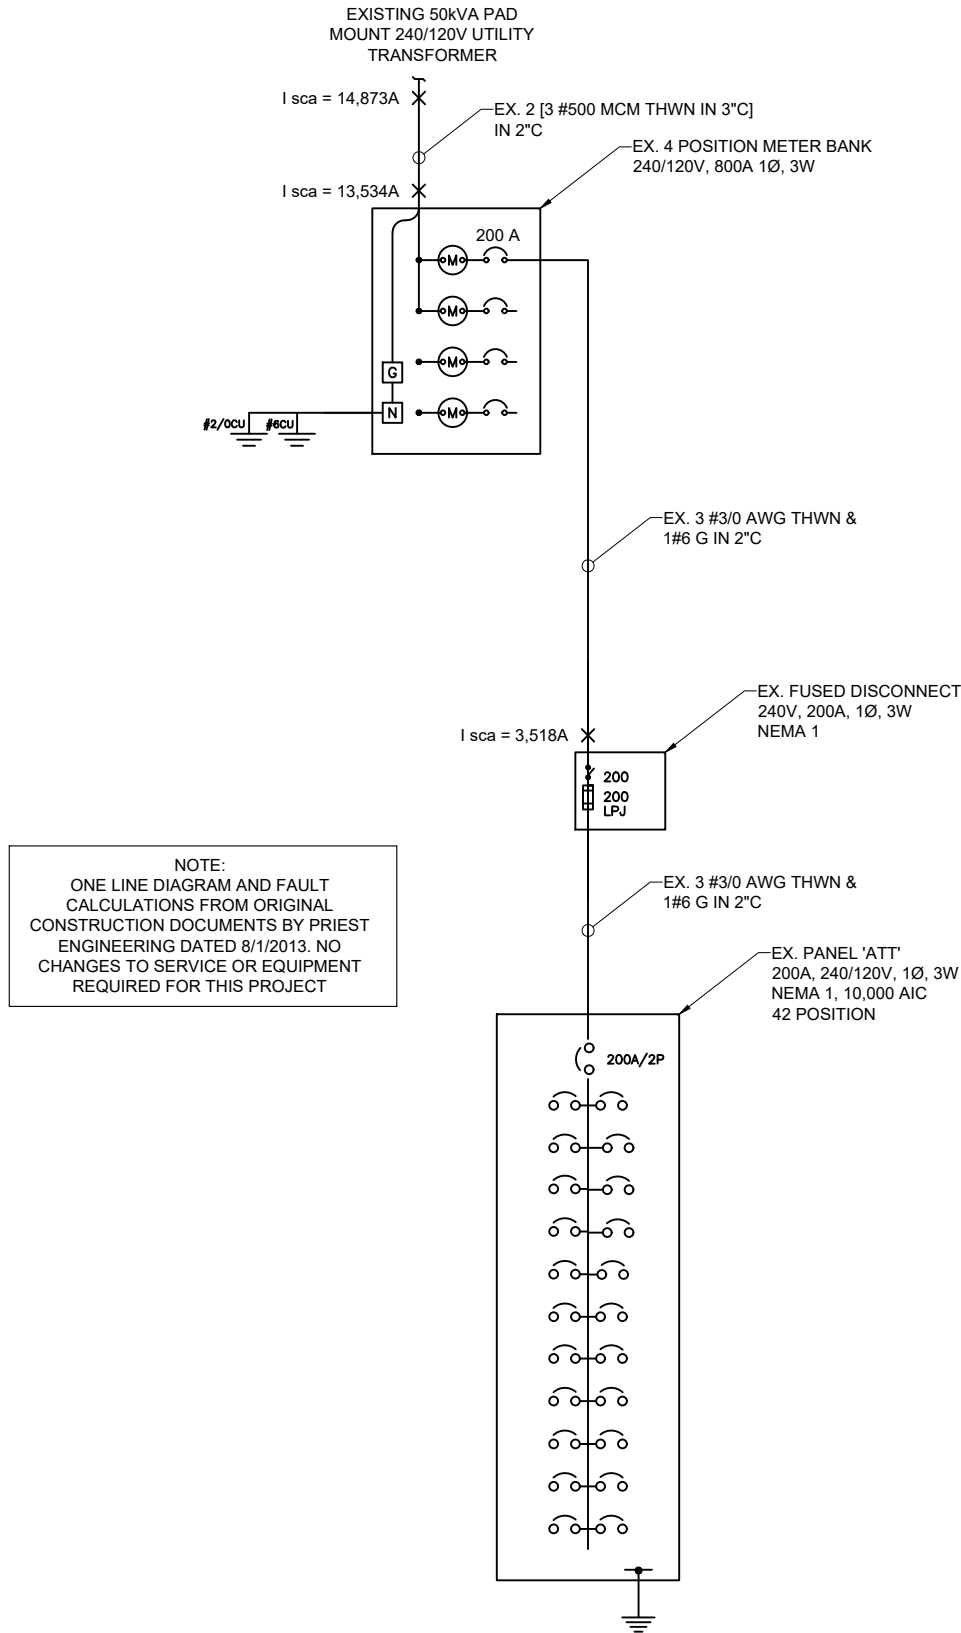 EXISTING 50kVA PAD
MOUNT 240/120V UTILITY
TRANSFORMER
I sca = 14,873A
EX. 2 [3 #500 MCM THWN IN 3"C]
IN 2"C
EX. 4 POSITION METER BANK
240/120V, 800A 1Ø, 3W
I sca = 13,534A
200 A
M
M
M
G
M
N
#2/0CU
#6CU
EX. 3 #3/0 AWG THWN &
1#6 G IN 2"C
EX. FUSED DISCONNECT
240V, 200A, 1Ø, 3W
NEMA 1
I sca = 3,518A
200
200
LPJ
NOTE:
ONE LINE DIAGRAM AND FAULT
CALCULATIONS FROM ORIGINAL
CONSTRUCTION DOCUMENTS BY PRIEST
ENGINEERING DATED 8/1/2013. NO
CHANGES TO SERVICE OR EQUIPMENT
REQUIRED FOR THIS PROJECT
EX. 3 #3/0 AWG THWN &
1#6 G IN 2"C
EX. PANEL 'ATT'
200A, 240/120V, 1Ø, 3W
NEMA 1, 10,000 AIC
42 POSITION
200A/2P